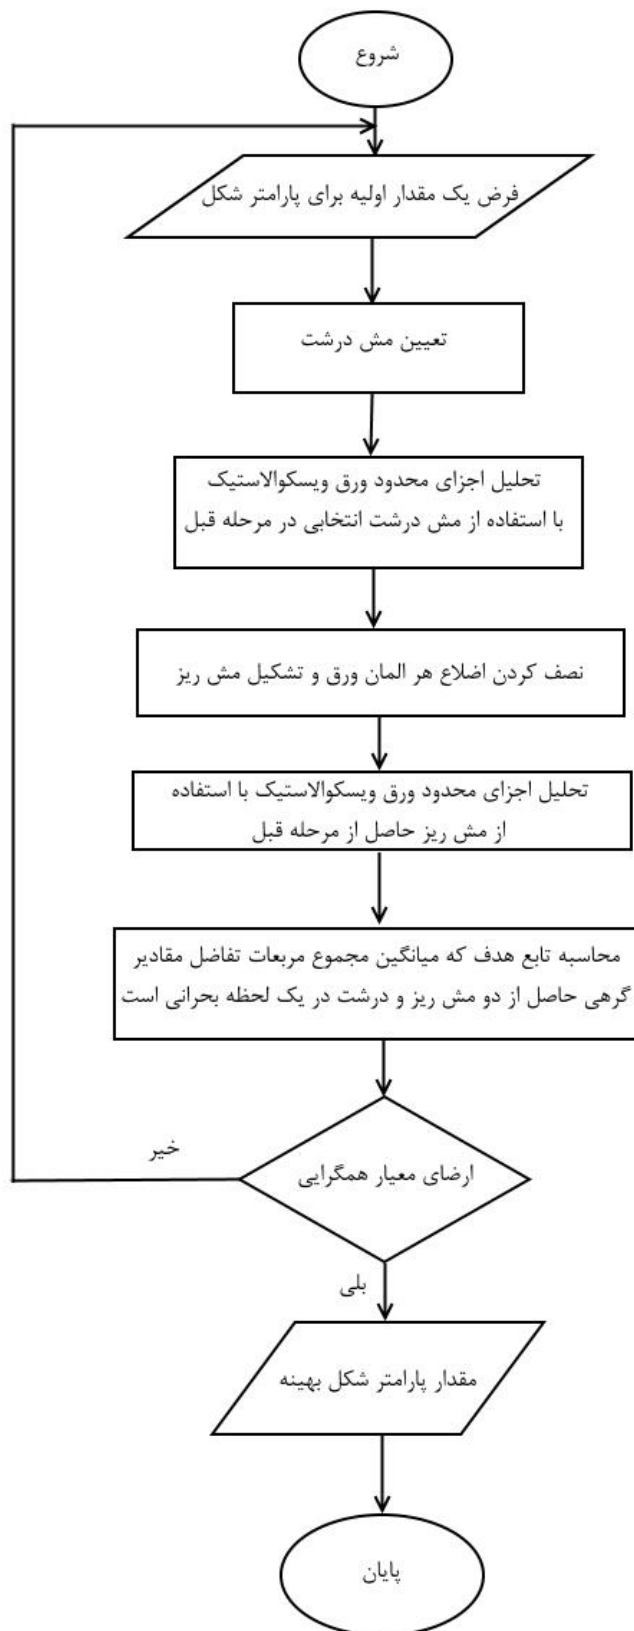 شروع
فرض یک مقدار اولیه برای پارامتر شکل
تعیین مش درشت
تحلیل اجزای محدود ورق ویسکوالاستیک
با استفاده از مش درشت انتخابی در مرحله قبل
نصف کردن اضلاع هر المان ورق و تشکیل مش ریز
تحلیل اجزای محدود ورق ویسکوالاستیک با استفاده
از مش ریز حاصل از مرحله قبل
محاسبه تابع هدف که میانگین مجموع مربعات تفاضل مقادیر
گرهی حاصل از دو مش ریز و درشت در یک لحظه بحرانی است
خیر
ارضای معیار همگرایی
بلی
مقدار پارامتر شکل بهینه
پایان